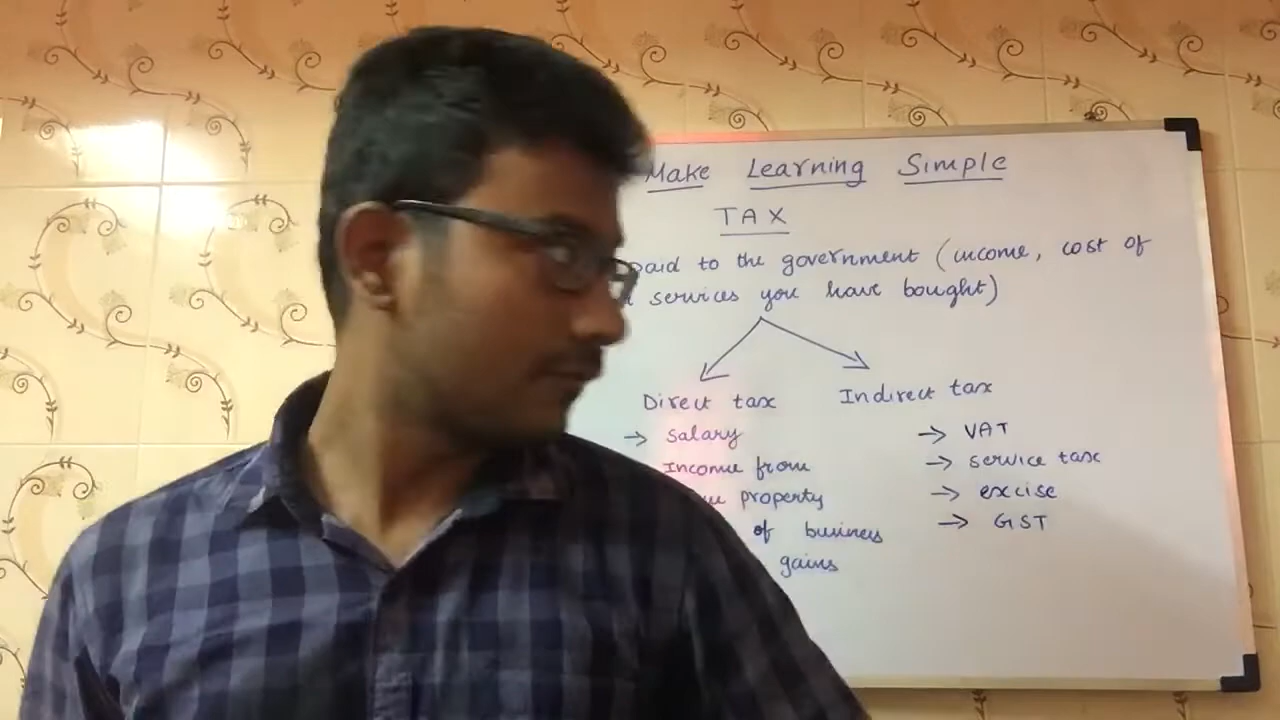 Make Learning Simple
TAX
paid to the government (income, cost of
services you have bought)
Direct tax
Indirect tax
→ salary
Income from
property
of business
gains
→ VAT
→ service tax
→ excise
→ GST